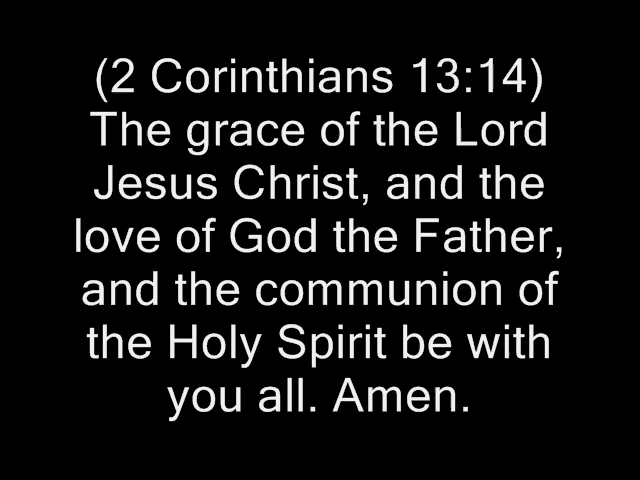 (2 Corinthians 13:14)
The grace of the Lord
Jesus Christ, and the
love of God the Father,
and the communion of
the Holy Spirit be with
you all. Amen.